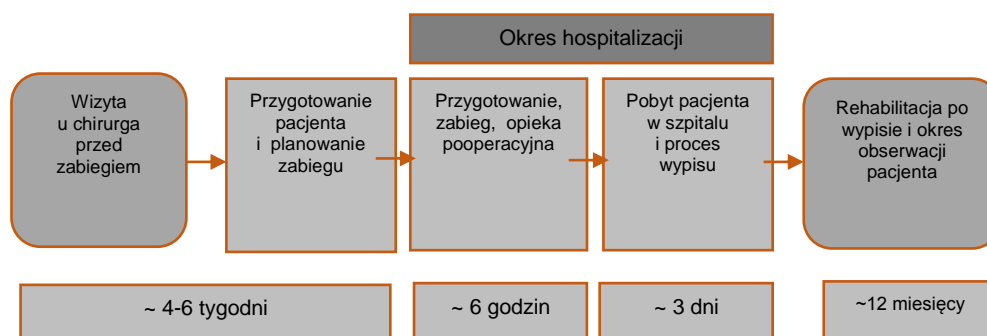 Okres hospitalizacji
Wizyta
u chirurga
przed
zabiegiem
Przygotowanie
pacjenta
i planowanie
zabiegu
Przygotowanie,
zabieg, opieka
pooperacyjna
Pobyt pacjenta
w szpitalu
i proces
wypisu
Rehabilitacja po
wypisie i okres
obserwacji
pacjenta
~ 4-6 tygodni
~ 6 godzin
~ 3 dni
~12 miesięcy